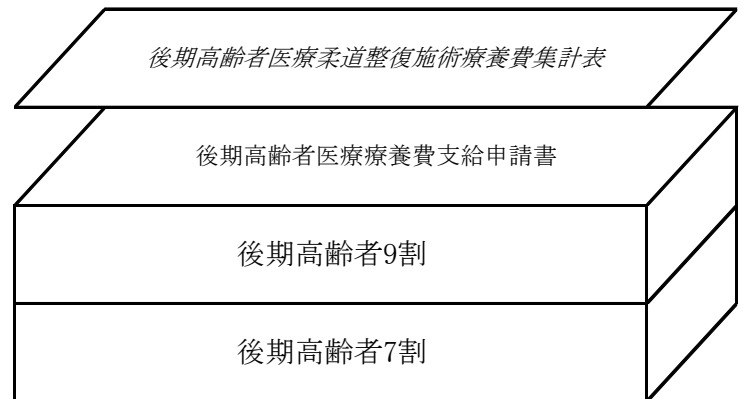 後期高齢者医療柔道整復施術療養費集計表
後期高齢者医療療養費支給申請書
後期高齢者9割
後期高齢者7割